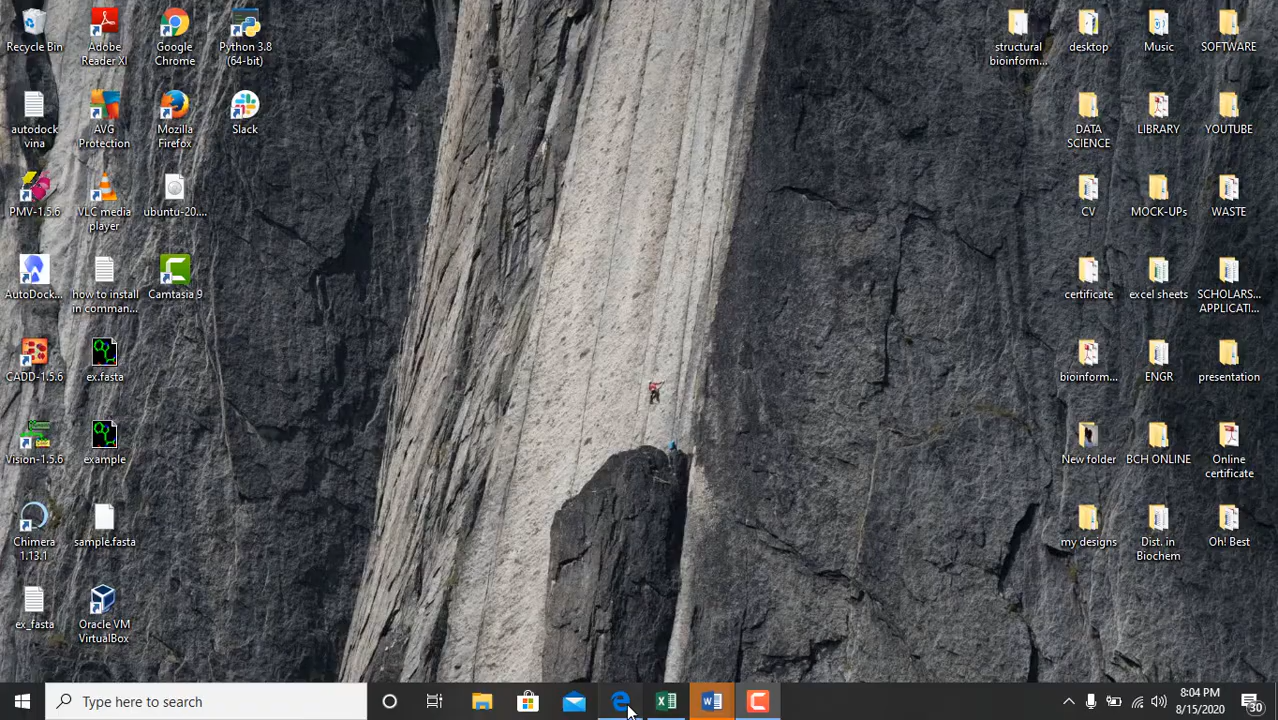 Recycle Bin
Adobe
Reader XI
Google
Chrome
Python 3.8
(64-bit)
autodock
vina
AVG
Protection
Mozilla
Firefox
Slack
PMV-1.5.6
VLC media
player
ubuntu-20....
AutoDock...
how to install
in comman...
Camtasia 9
CADD-1.5.6
ex.fasta
Vision-1.5.6
example
Chimera
1.13.1
sample.fasta
ex_fasta
Oracle VM
VirtualBox
structural
bioinform...
desktop
Music
SOFTWARE
DATA
SCIENCE
LIBRARY
YOUTUBE
CV
MOCK-UPs
WASTE
certificate
excel sheets
SCHOLARS...
APPLICATI...
bioinform...
ENGR
presentation
New folder
BCH ONLINE
Online
certificate
my designs
Dist. in
Biochem
Oh! Best
Type here to search
8:04 PM
8/15/2020
30